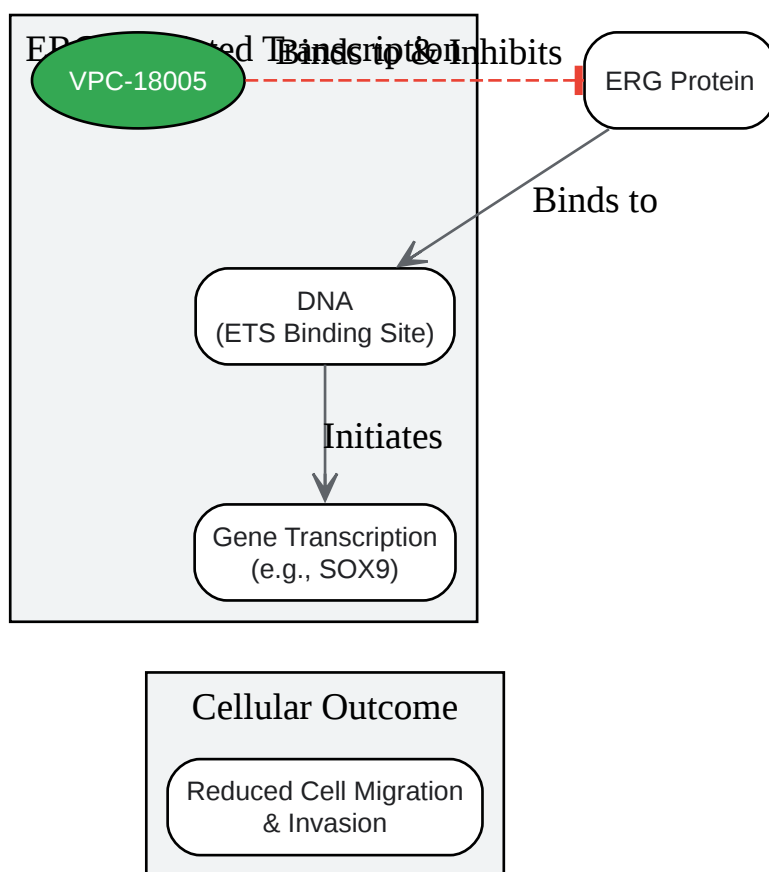 Transcription
Binds to & Inhibits
VPC-18005
ERG Protein
Binds to
DNA
(ETS Binding Site)
Initiates
Gene Transcription
(e.g., SOX9)
Cellular Outcome
Reduced Cell Migration
& Invasion